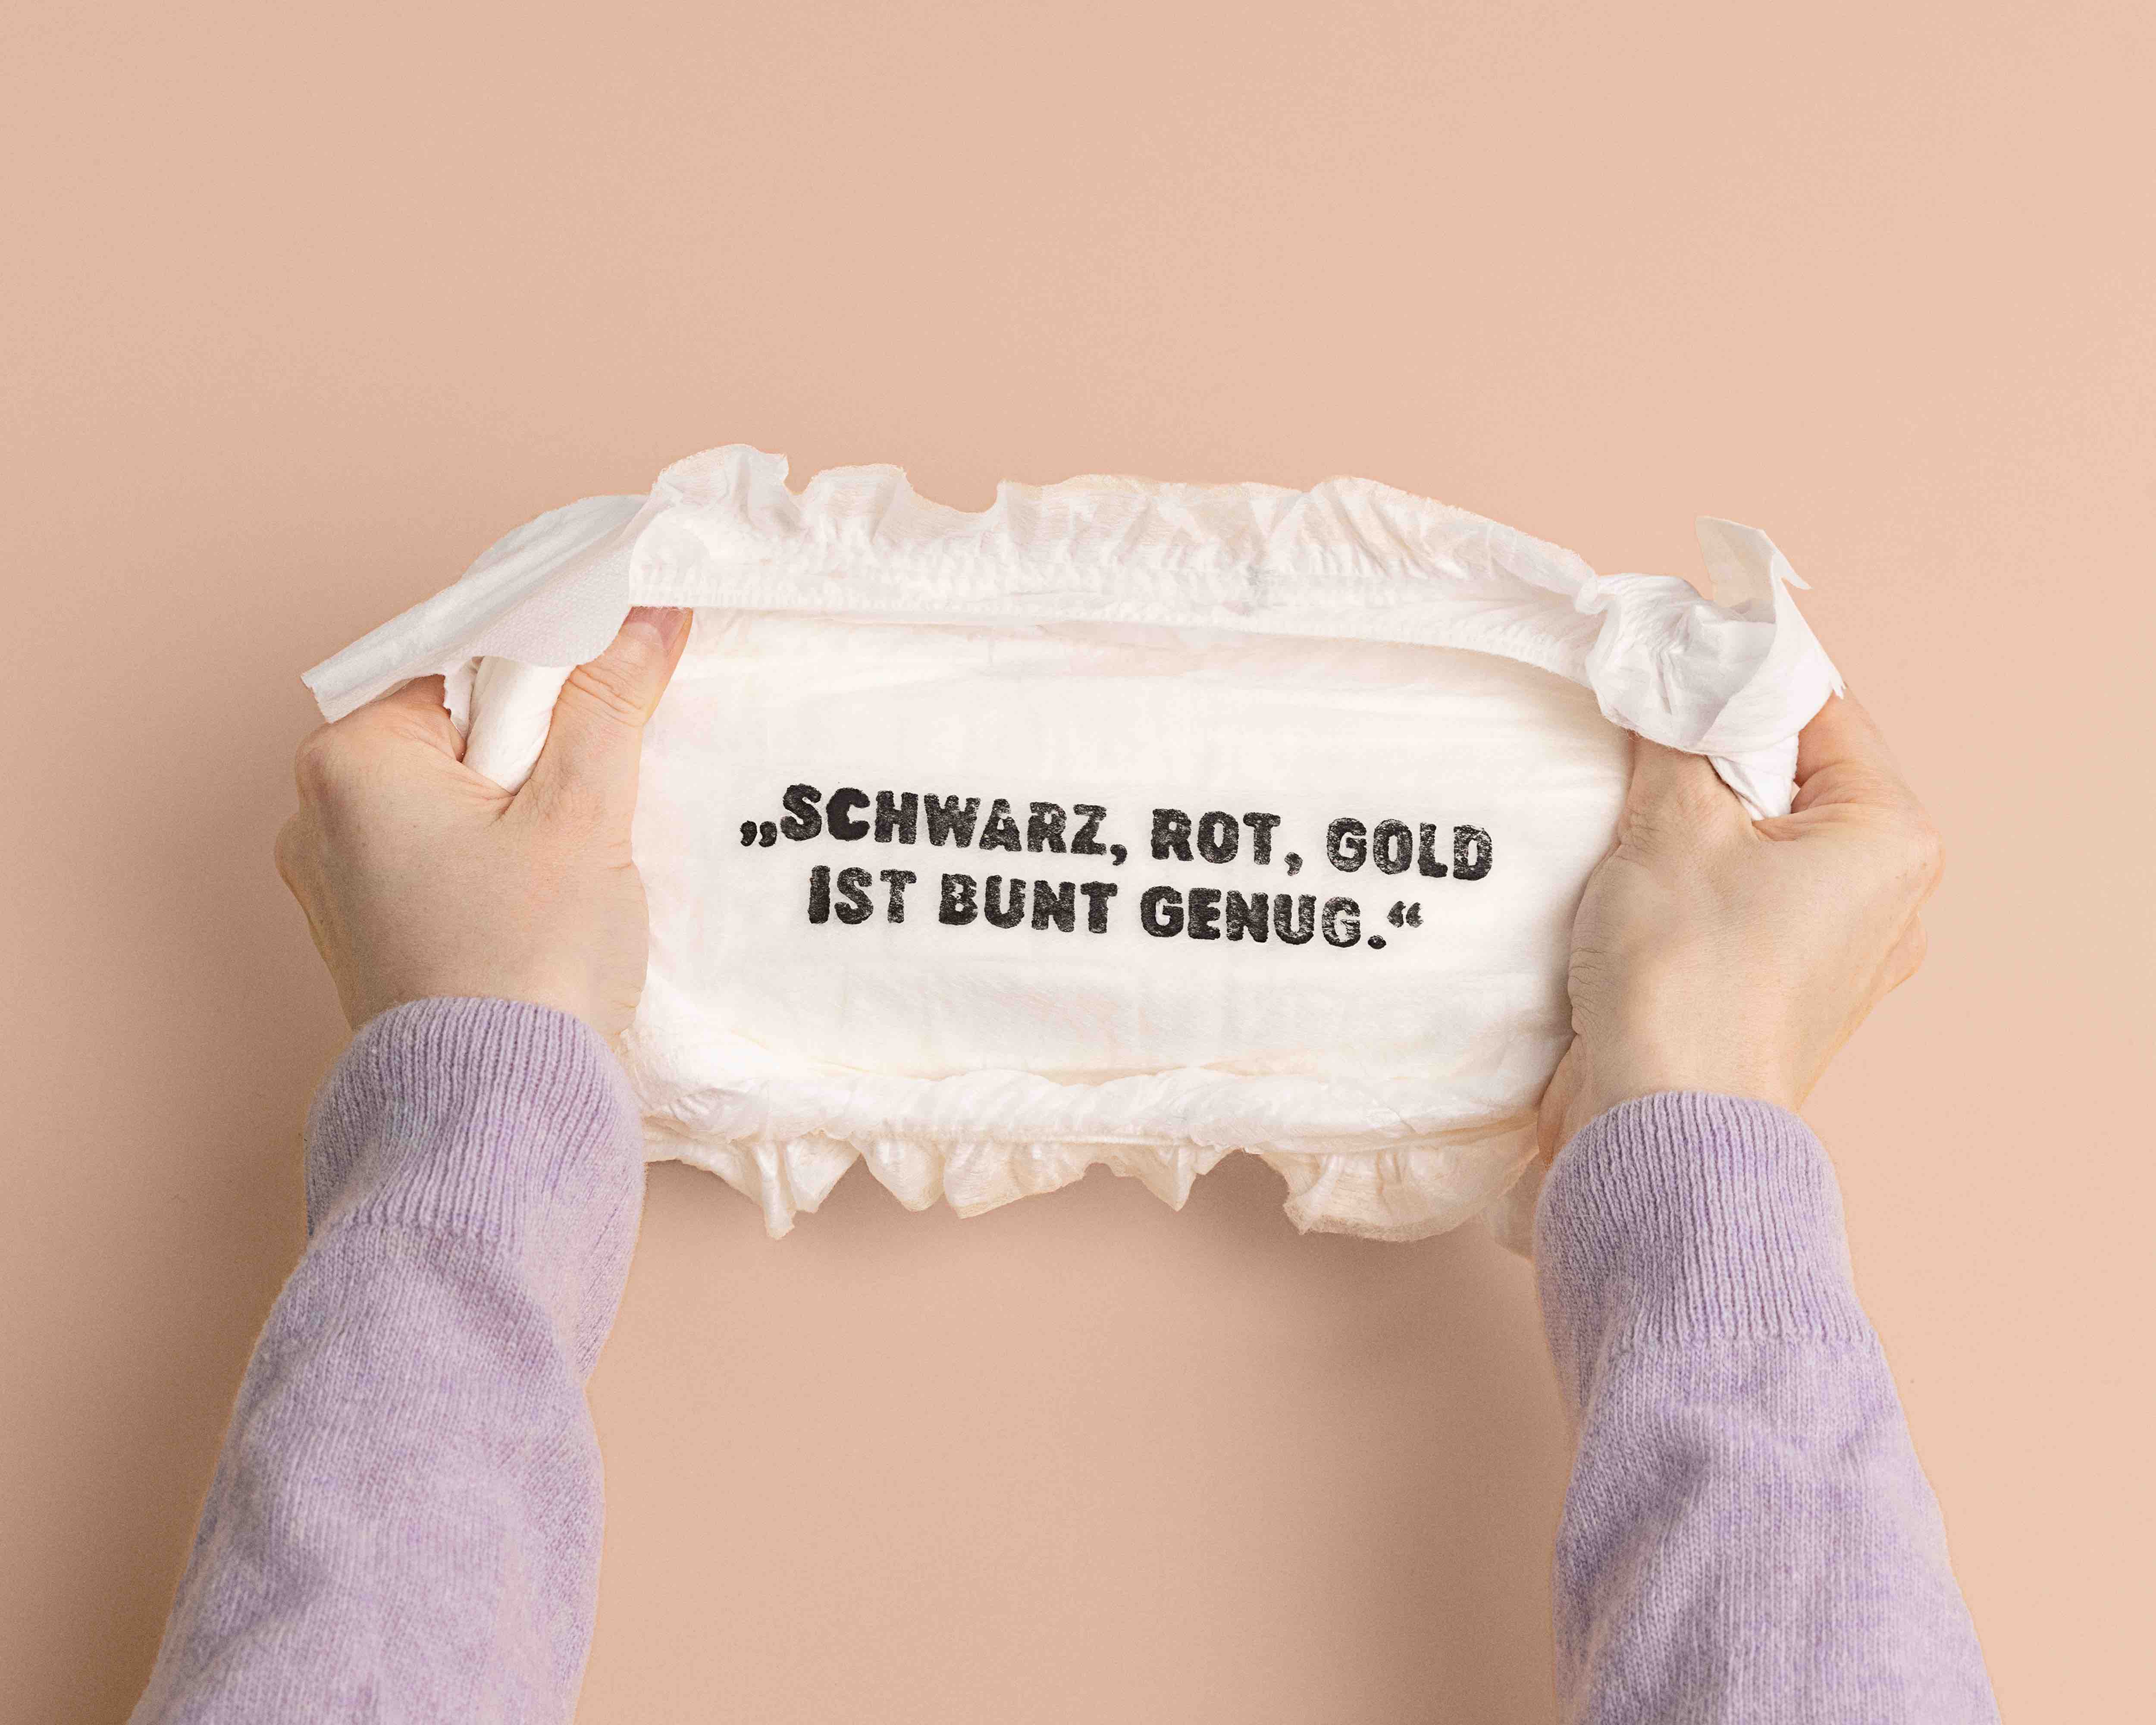 „SCHWARZ, ROT, GOLD
IST BUNT GENUG.“